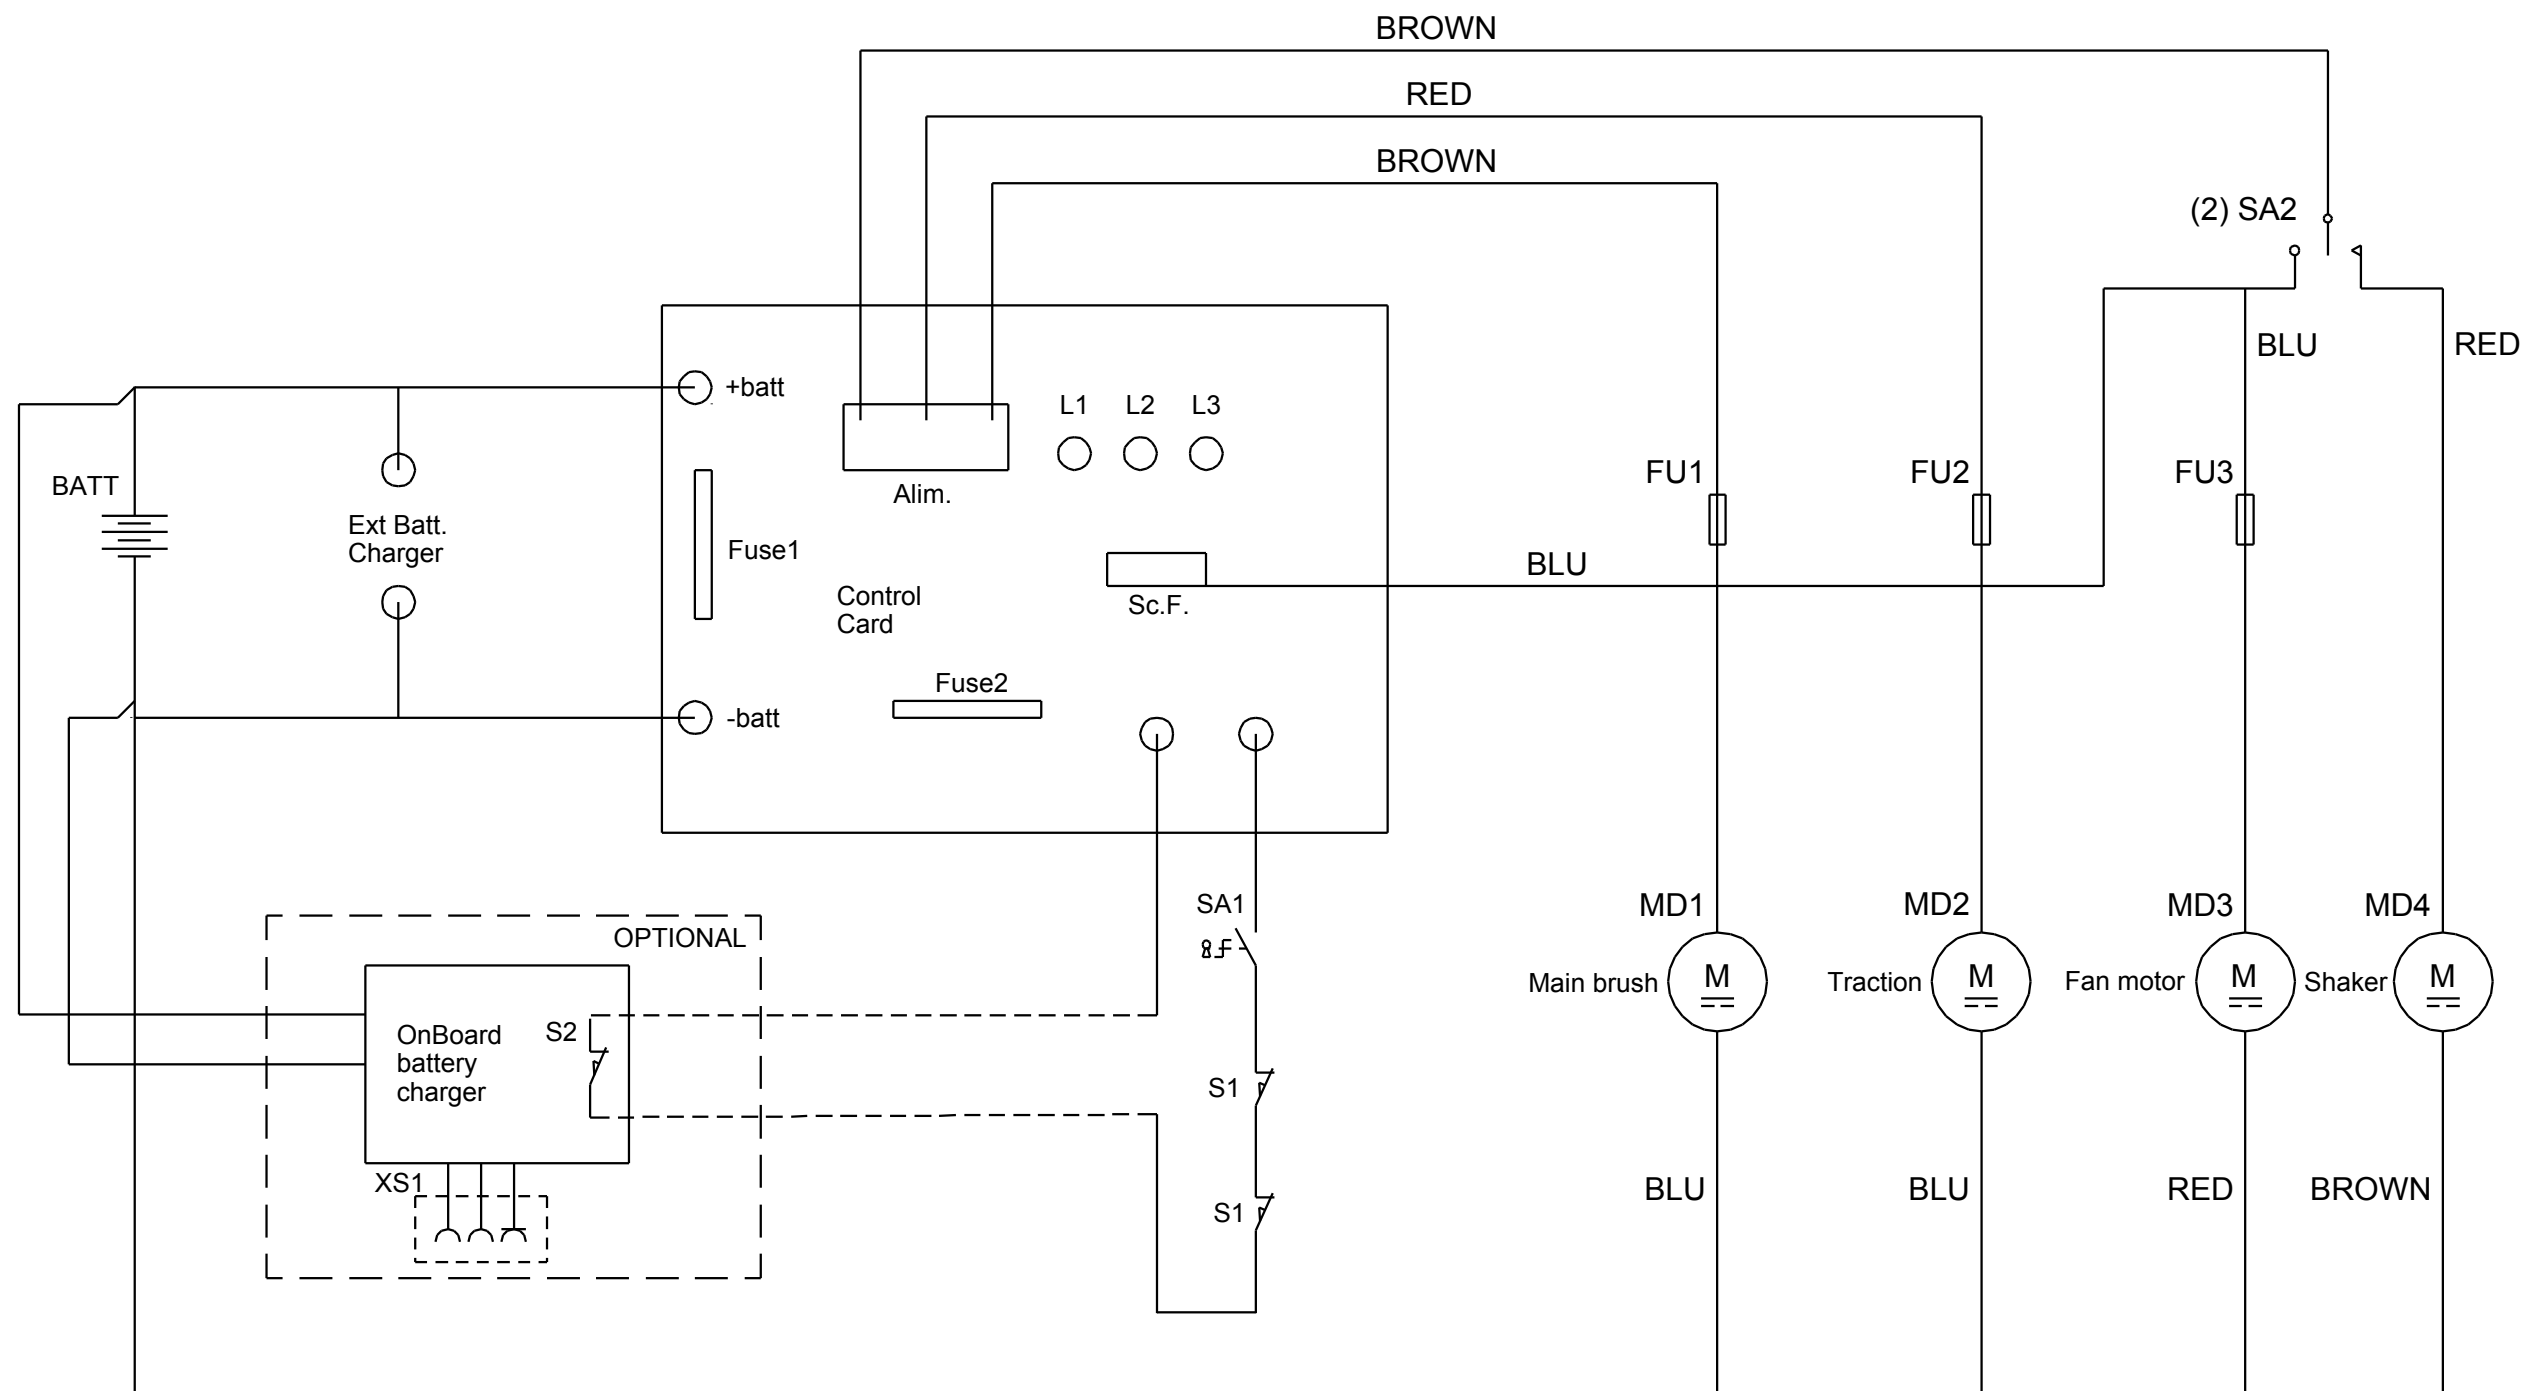 BROWN
RED
BROWN
(2) SA2
BLU
RED
+batt
L1 L2 L3
BATT
Alim.
FU1
FU2
FU3
Ext Batt.
Charger
Fuse1
BLU
Control
Card
Sc.F.
Fuse2
-batt
SA1
MD1
MD2
MD3
MD4
OPTIONAL
Main brush
M
Traction
M
Fan motor
M
Shaker
M
OnBoard
battery
charger
S2
S1
XS1
S1
BLU
BLU
RED
BROWN